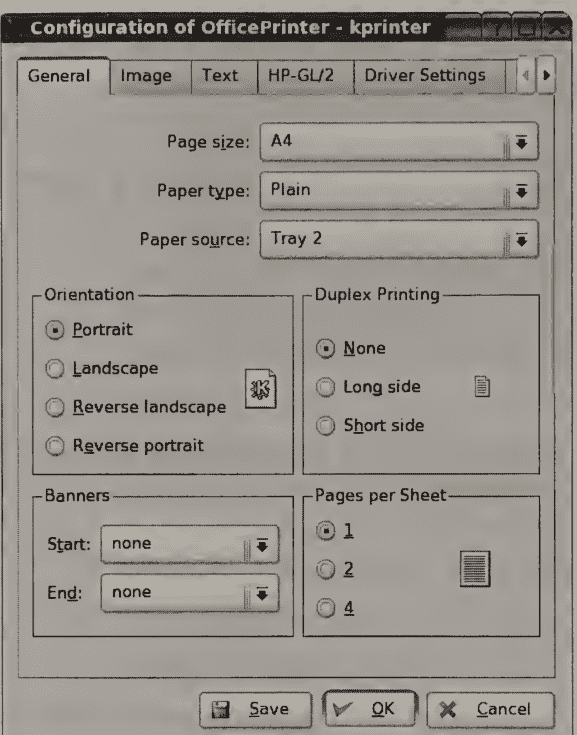 Configuration of OfficePrinter - kprinter
General Image Text HP-GL/2 Driver Settings
Page size: A4
Paper type: Plain
Paper source: Tray 2
Orientation
Portrait
Landscape
Reverse landscape
Reverse portrait
Duplex Printing
None
Long side
Short side
Banners
Start: none
End: none
Pages per Sheet
1
2
4
Save OK Cancel